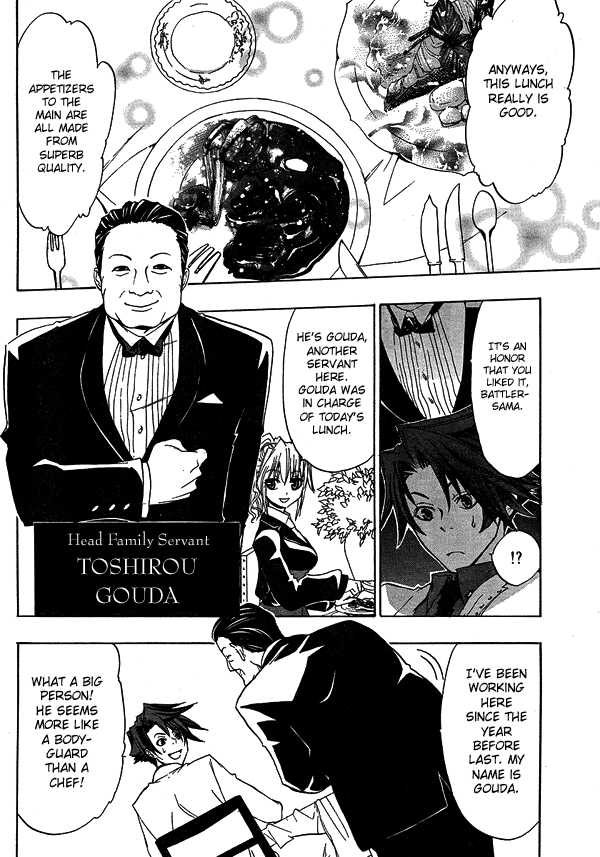 ANYWAYS,
THIS LUNCH
REALLY IS
GOOD.
THE
APPETIZERS
TO THE
MAIN ARE
ALL MADE
FROM
SUPERB
QUALITY.
IT'S AN
HONOR
THAT YOU
LIKED IT,
BATTLER-
SAMA.
!?
HE'S GOUDA,
ANOTHER
SERVANT
HERE.
GOUDA WAS
IN CHARGE
OF TODAY'S
LUNCH.
Head Family Servant
TOSHIROU
GOUDA
I'VE BEEN
WORKING
HERE
SINCE THE
YEAR
BEFORE
LAST. MY
NAME IS
GOUDA.
WHAT A BIG
PERSON!
HE SEEMS
MORE LIKE
A BODY-
GUARD
THAN A
CHEF!